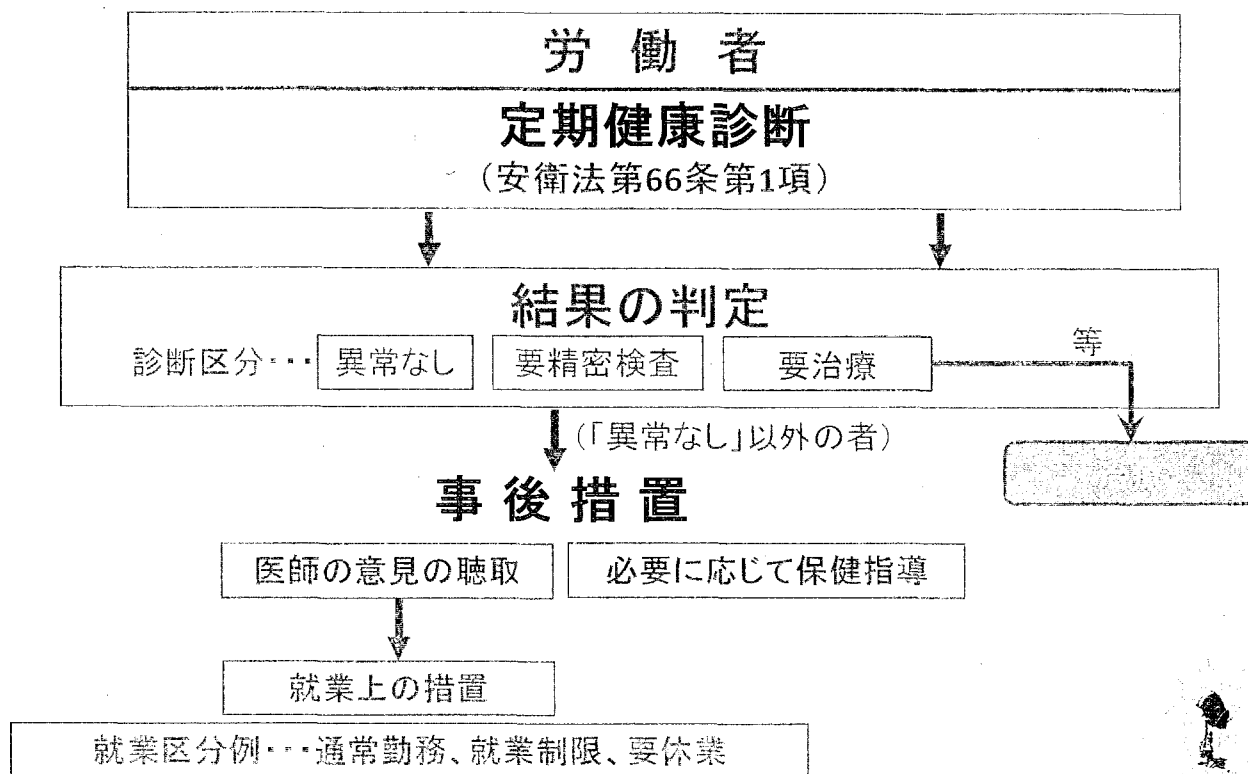 労働者
定期健康診断
(安衛法第66条第1項)
結果の判定
等
診断区分･･･ 異常なし 要精密検査 要治療
(「異常なし」以外の者)
事後措置
医師の意見の聴取 必要に応じて保健指導
就業上の措置
就業区分例･･･通常勤務、就業制限、要休業